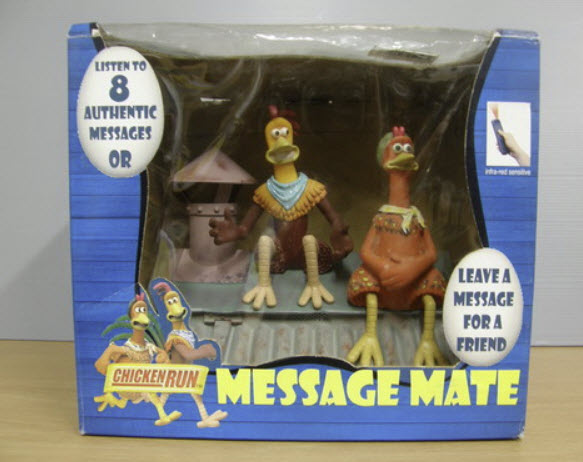 LISTEN TO
8
AUTHENTIC
MESSAGES
OR
infra-red sensitive
LEAVE A
MESSAGE
FOR A
FRIEND
CHICKEN RUN
MESSAGE MATE